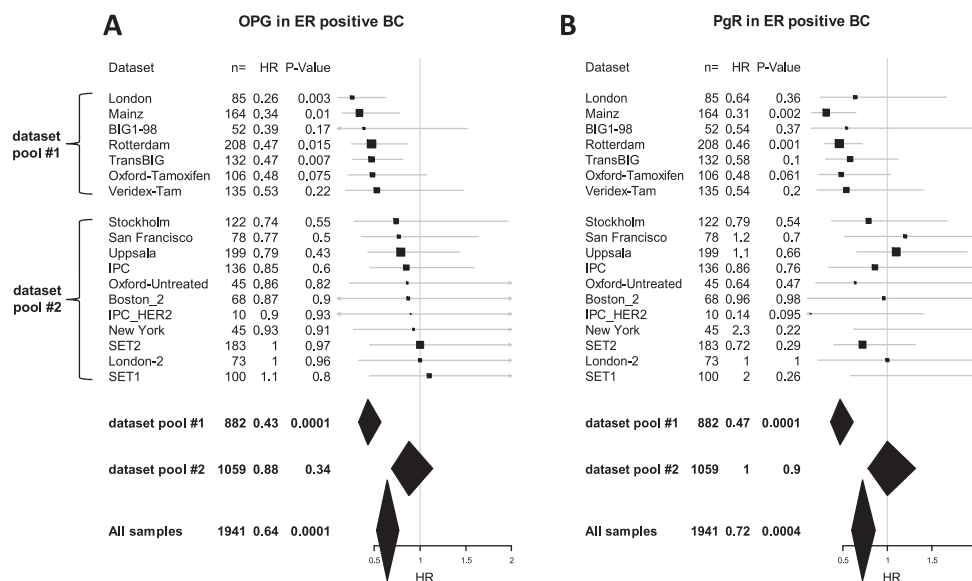 A OPG in ER positive BC
Dataset n= HR P-Value
dataset pool #1
London 85 0.26 0.003
Mainz 164 0.34 0.01
BIG1-98 52 0.39 0.17
Rotterdam 208 0.47 0.015
TransBIG 132 0.47 0.007
Oxford-Tamoxifen 106 0.48 0.075
Veridex-Tam 135 0.53 0.22
dataset pool #2
Stockholm 122 0.74 0.55
San Francisco 78 0.77 0.5
Uppsala 199 0.79 0.43
IPC 136 0.85 0.6
Oxford-Untreated 45 0.86 0.82
Boston_2 68 0.87 0.9
IPC_HER2 10 0.9 0.93
New York 45 0.93 0.91
SET2 183 1 0.97
London-2 73 1 0.96
SET1 100 1.1 0.8
dataset pool #1 882 0.43 0.0001
dataset pool #2 1059 0.88 0.34
All samples 1941 0.64 0.0001
0.5 1 1.5 2
HR
B PgR in ER positive BC
Dataset n= HR P-Value
London 85 0.64 0.36
Mainz 164 0.31 0.002
BIG1-98 52 0.54 0.37
Rotterdam 208 0.46 0.001
TransBIG 132 0.58 0.1
Oxford-Tamoxifen 106 0.48 0.061
Veridex-Tam 135 0.54 0.2
Stockholm 122 0.79 0.54
San Francisco 78 1.2 0.7
Uppsala 199 1.1 0.66
IPC 136 0.86 0.76
Oxford-Untreated 45 0.64 0.47
Boston_2 68 0.96 0.98
IPC_HER2 10 0.14 0.095
New York 45 2.3 0.22
SET2 183 0.72 0.29
London-2 73 1 1
SET1 100 2 0.26
dataset pool #1 882 0.47 0.0001
dataset pool #2 1059 1 0.9
All samples 1941 0.72 0.0004
0.5 1 1.5
HR